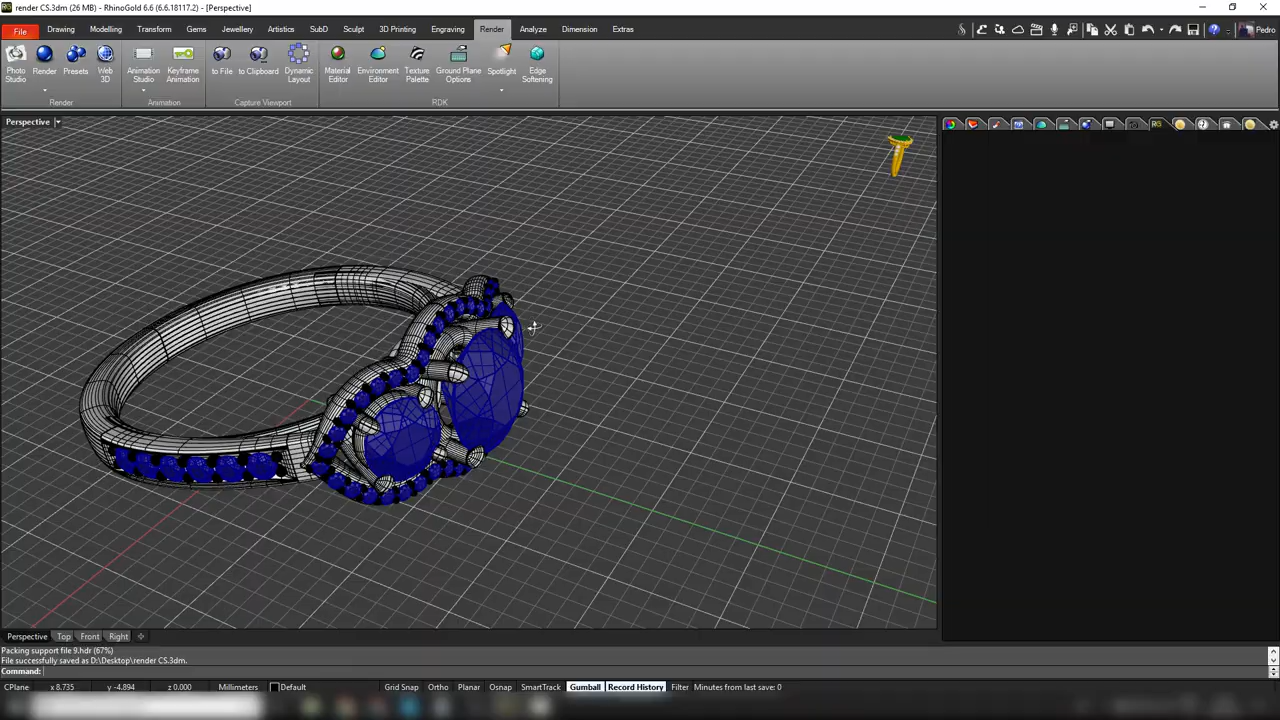 render CS.3dm (26 MB) - RhinoGold 6.6 (6.6.18117.2) - [Perspective]
File Drawing Modelling Transform Gems Jewellery Artistics SubD Sculpt 3D Printing Engraving Render Analyze Dimension Extras
Pedro
Photo Studio
Render
Presets
Web 3D
Animation Studio
Keyframe Animation
to File
to Clipboard
Dynamic Layout
Material Editor
Environment Editor
Texture Palette
Ground Plane Options
Spotlight
Edge Softening
Render Animation Capture Viewport RDK
Perspective
RG
Perspective Top Front Right
Packing support file 9.hdr (67%)
File successfully saved as D:\Desktop\render CS.3dm.
Command:
CPlane x 8.735 y -4.894 z 0.000 Millimeters Default Grid Snap Ortho Planar Osnap SmartTrack Gumball Record History Filter Minutes from last save: 0